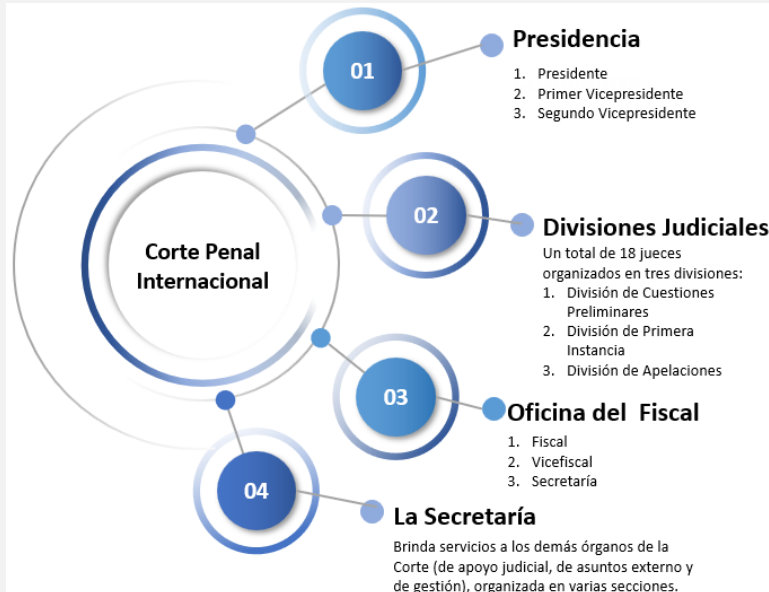 01
Presidencia
1. Presidente
2. Primer Vicepresidente
3. Segundo Vicepresidente
02
Divisiones Judiciales
Un total de 18 jueces
organizados en tres divisiones:
1. División de Cuestiones
Preliminares
2. División de Primera
Instancia
3. División de Apelaciones
Corte Penal
Internacional
03
Oficina del Fiscal
1. Fiscal
2. Vicefiscal
3. Secretaría
04
La Secretaría
Brinda servicios a los demás órganos de la
Corte (de apoyo judicial, de asuntos externo y
de gestión), organizada en varias secciones.